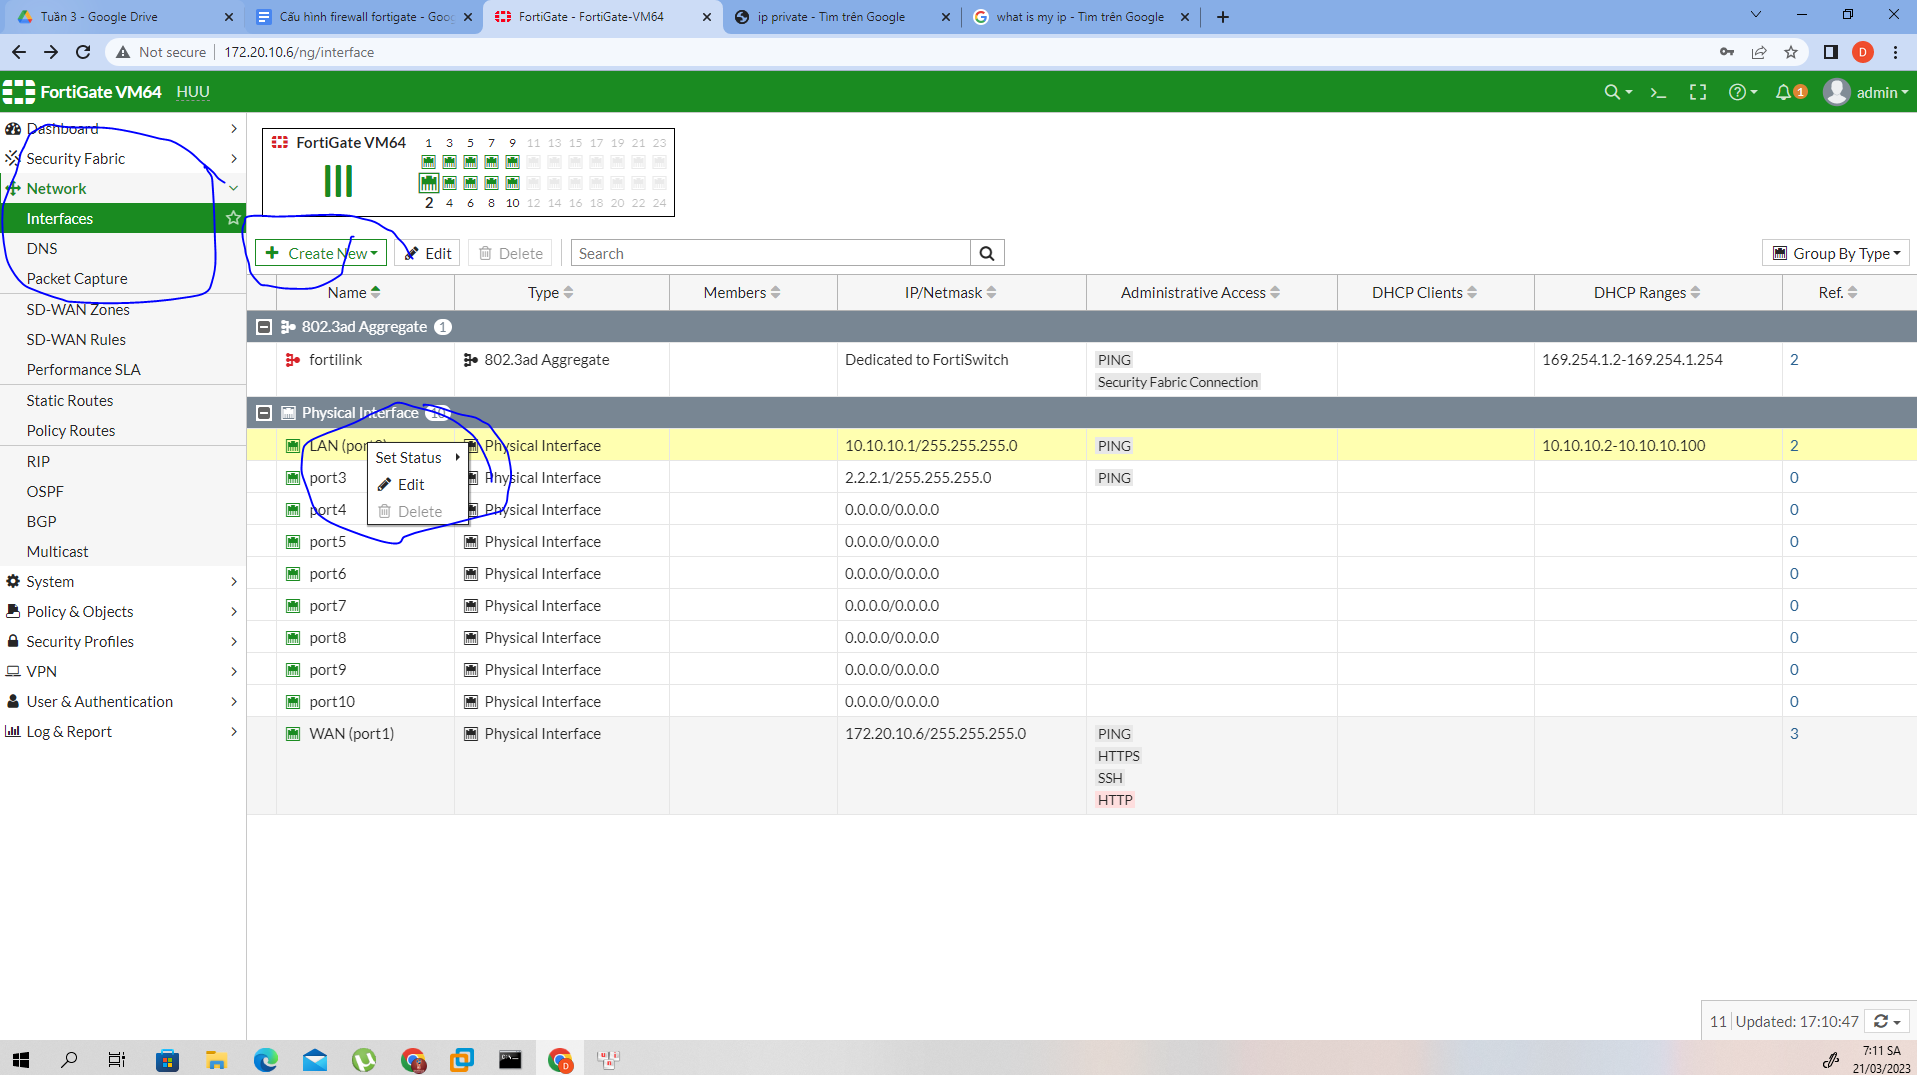 Tuần 3 - Google Drive
Cấu hình firewall fortigate - Goog
FortiGate - FortiGate-VM64
ip private - Tìm trên Google
what is my ip - Tìm trên Google
Not secure
172.20.10.6/ng/interface
D
FortiGate VM64
HUU
1
admin
Dashboard
Security Fabric
Network
Interfaces
DNS
Packet Capture
SD-WAN Zones
SD-WAN Rules
Performance SLA
Static Routes
Policy Routes
RIP
OSPF
BGP
Multicast
System
Policy & Objects
Security Profiles
VPN
User & Authentication
Log & Report
FortiGate VM64
1 3 5 7 9 11 13 15 17 19 21 23
2 4 6 8 10 12 14 16 18 20 22 24
Create New
Edit
Delete
Search
Group By Type
Name Type Members IP/Netmask Administrative Access DHCP Clients DHCP Ranges Ref.
802.3ad Aggregate 1
fortilink 802.3ad Aggregate Dedicated to FortiSwitch PING 169.254.1.2-169.254.1.254 2
Security Fabric Connection
Physical Interface 10
LAN Physical Interface 10.10.10.1/255.255.255.0 PING 10.10.10.2-10.10.10.100 2
Set Status
Edit
Delete
port3 Physical Interface 2.2.2.1/255.255.255.0 PING 0
port4 Physical Interface 0.0.0.0/0.0.0.0 0
port5 Physical Interface 0.0.0.0/0.0.0.0 0
port6 Physical Interface 0.0.0.0/0.0.0.0 0
port7 Physical Interface 0.0.0.0/0.0.0.0 0
port8 Physical Interface 0.0.0.0/0.0.0.0 0
port9 Physical Interface 0.0.0.0/0.0.0.0 0
port10 Physical Interface 0.0.0.0/0.0.0.0 0
WAN (port1) Physical Interface 172.20.10.6/255.255.255.0 PING 3
HTTPS
SSH
HTTP
11 Updated: 17:10:47
7:11 SA
21/03/2023